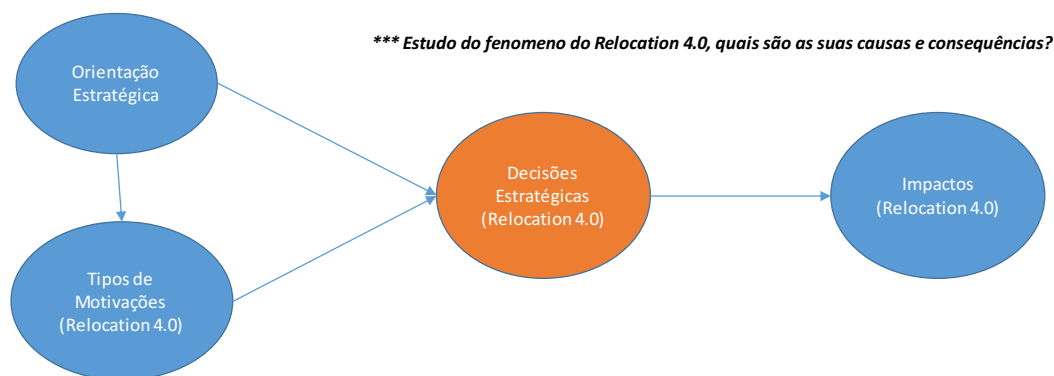 *** Estudo do fenomeno do Relocation 4.0, quais são as suas causas e consequências?
Orientação
Estratégica
Decisões
Estratégicas
(Relocation 4.0)
Impactos
(Relocation 4.0)
Tipos de
Motivações
(Relocation 4.0)